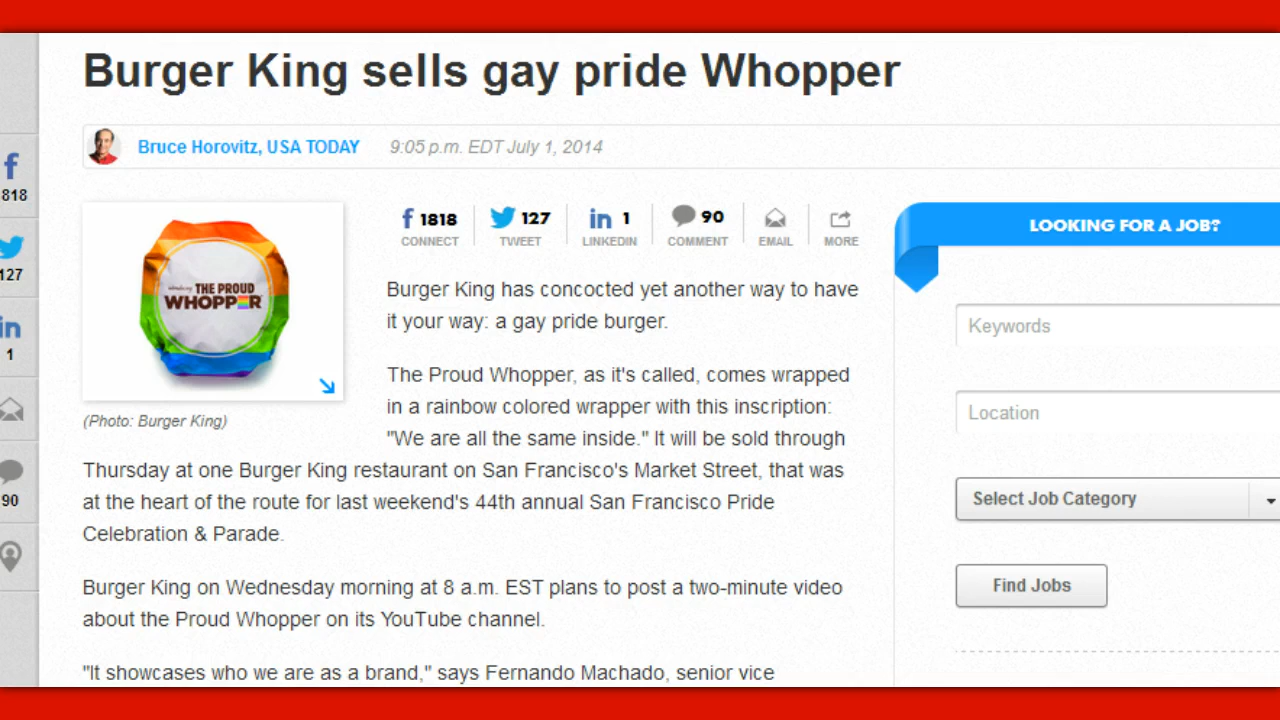 Burger King sells gay pride Whopper
Bruce Horovitz, USA TODAY 9:05 p.m. EDT July 1, 2014
818
127
1
90
introducing THE PROUD
WHOPPER
(Photo: Burger King)
1818 127 1 90
CONNECT TWEET LINKEDIN COMMENT EMAIL MORE
Burger King has concocted yet another way to have
it your way: a gay pride burger.
The Proud Whopper, as it's called, comes wrapped
in a rainbow colored wrapper with this inscription:
"We are all the same inside." It will be sold through
Thursday at one Burger King restaurant on San Francisco's Market Street, that was
at the heart of the route for last weekend's 44th annual San Francisco Pride
Celebration & Parade.
Burger King on Wednesday morning at 8 a.m. EST plans to post a two-minute video
about the Proud Whopper on its YouTube channel.
"It showcases who we are as a brand," says Fernando Machado, senior vice
LOOKING FOR A JOB?
Keywords
Location
Select Job Category
Find Jobs